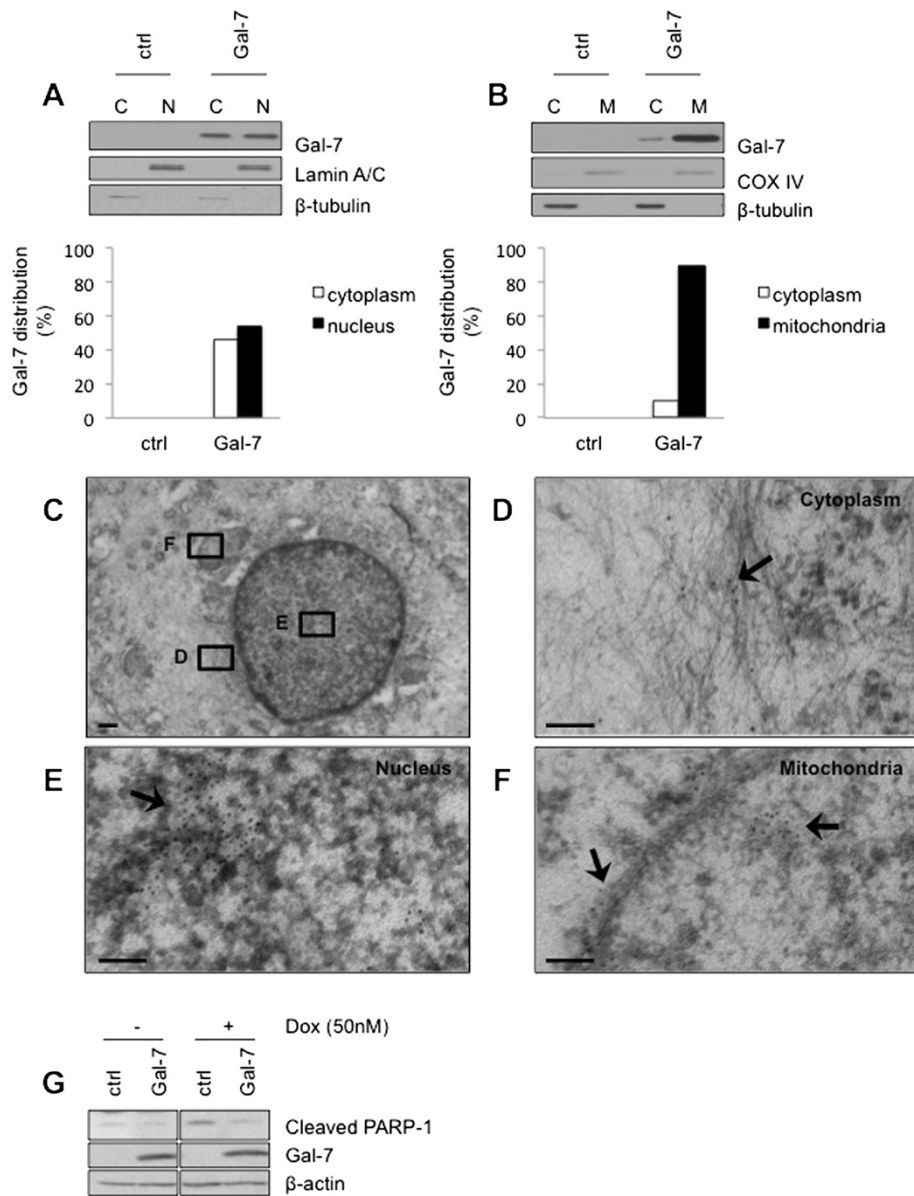 ctrl Gal-7
A
C N C N
Gal-7
Lamin A/C
β-tubulin
100
80
60
40
20
0
Gal-7 distribution
(%)
cytoplasm
nucleus
ctrl Gal-7
ctrl Gal-7
B
C M C M
Gal-7
COX IV
β-tubulin
100
80
60
40
20
0
Gal-7 distribution
(%)
cytoplasm
mitochondria
ctrl Gal-7
C
F
E
D
D
Cytoplasm
E
Nucleus
F
Mitochondria
- + Dox (50nM)
G
ctrl Gal-7 ctrl Gal-7
Cleaved PARP-1
Gal-7
β-actin